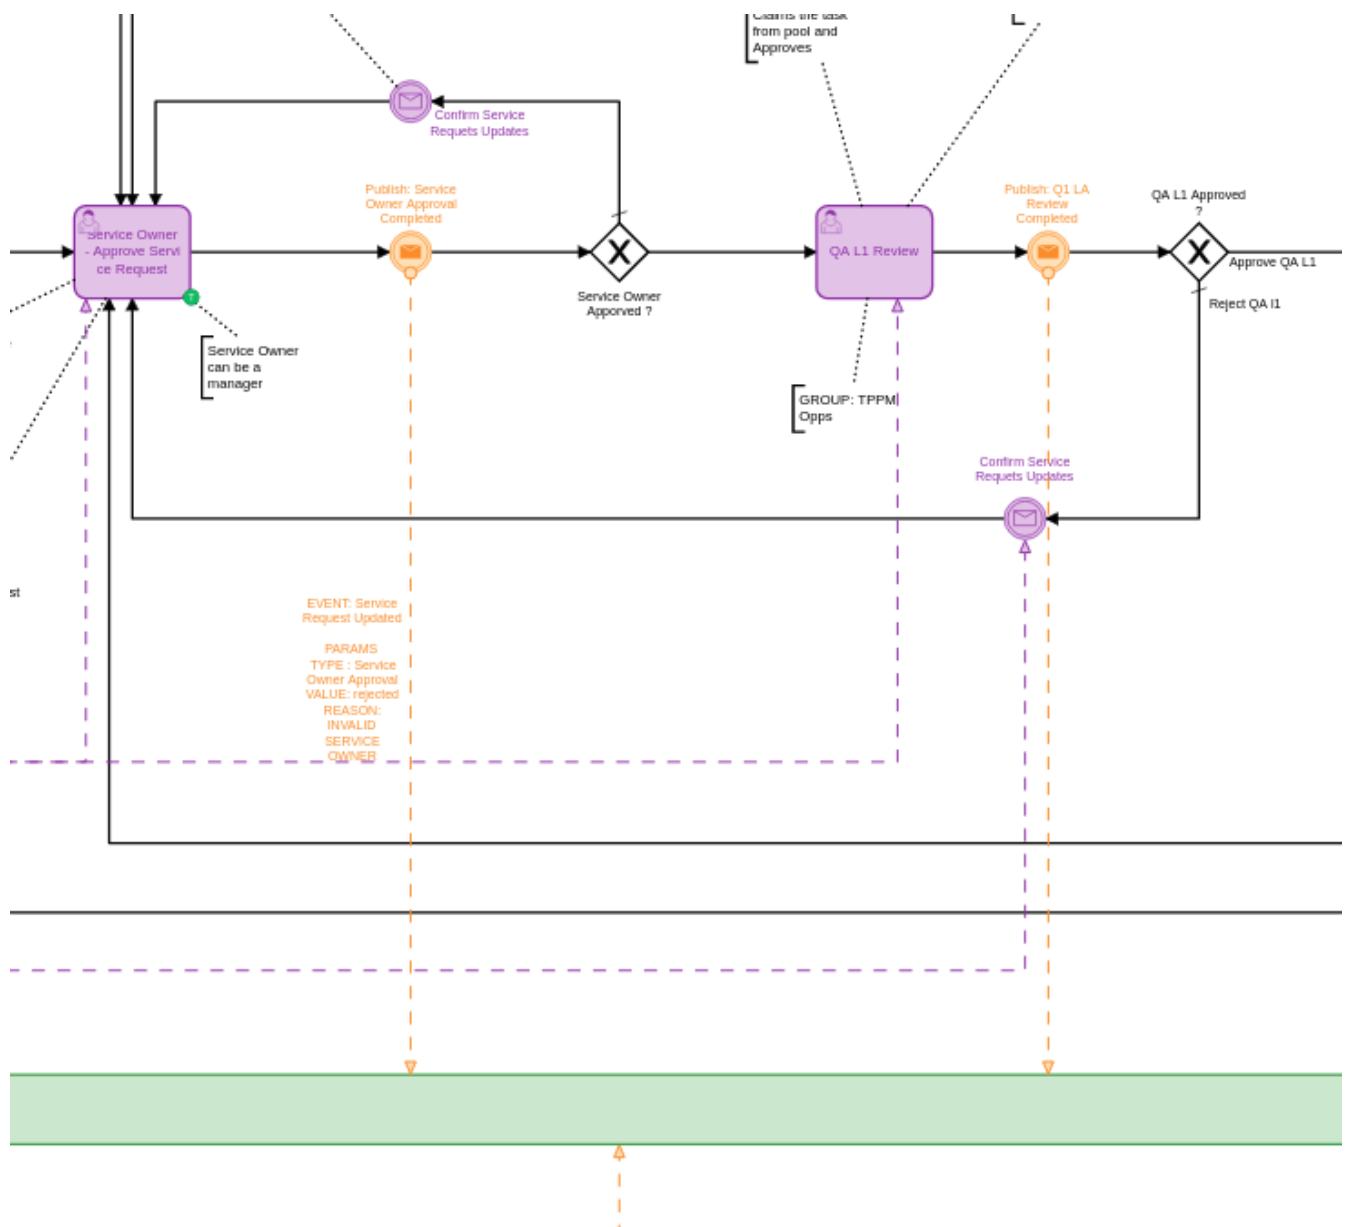 Claims the task
from pool and
Approves
Confirm Service
Requets Updates
Publish: Service
Owner Approval
Completed
Publish: Q1 LA
Review
Completed
QA L1 Approved
?
Service Owner
- Approve Servi
ce Request
QA L1 Review
Approve QA L1
Service Owner
Apporved ?
Reject QA l1
Service Owner
can be a
manager
GROUP: TPPM
Opps
Confirm Service
Requets Updates
st
EVENT: Service
Request Updated
PARAMS
TYPE : Service
Owner Approval
VALUE: rejected
REASON:
INVALID
SERVICE
OWNER